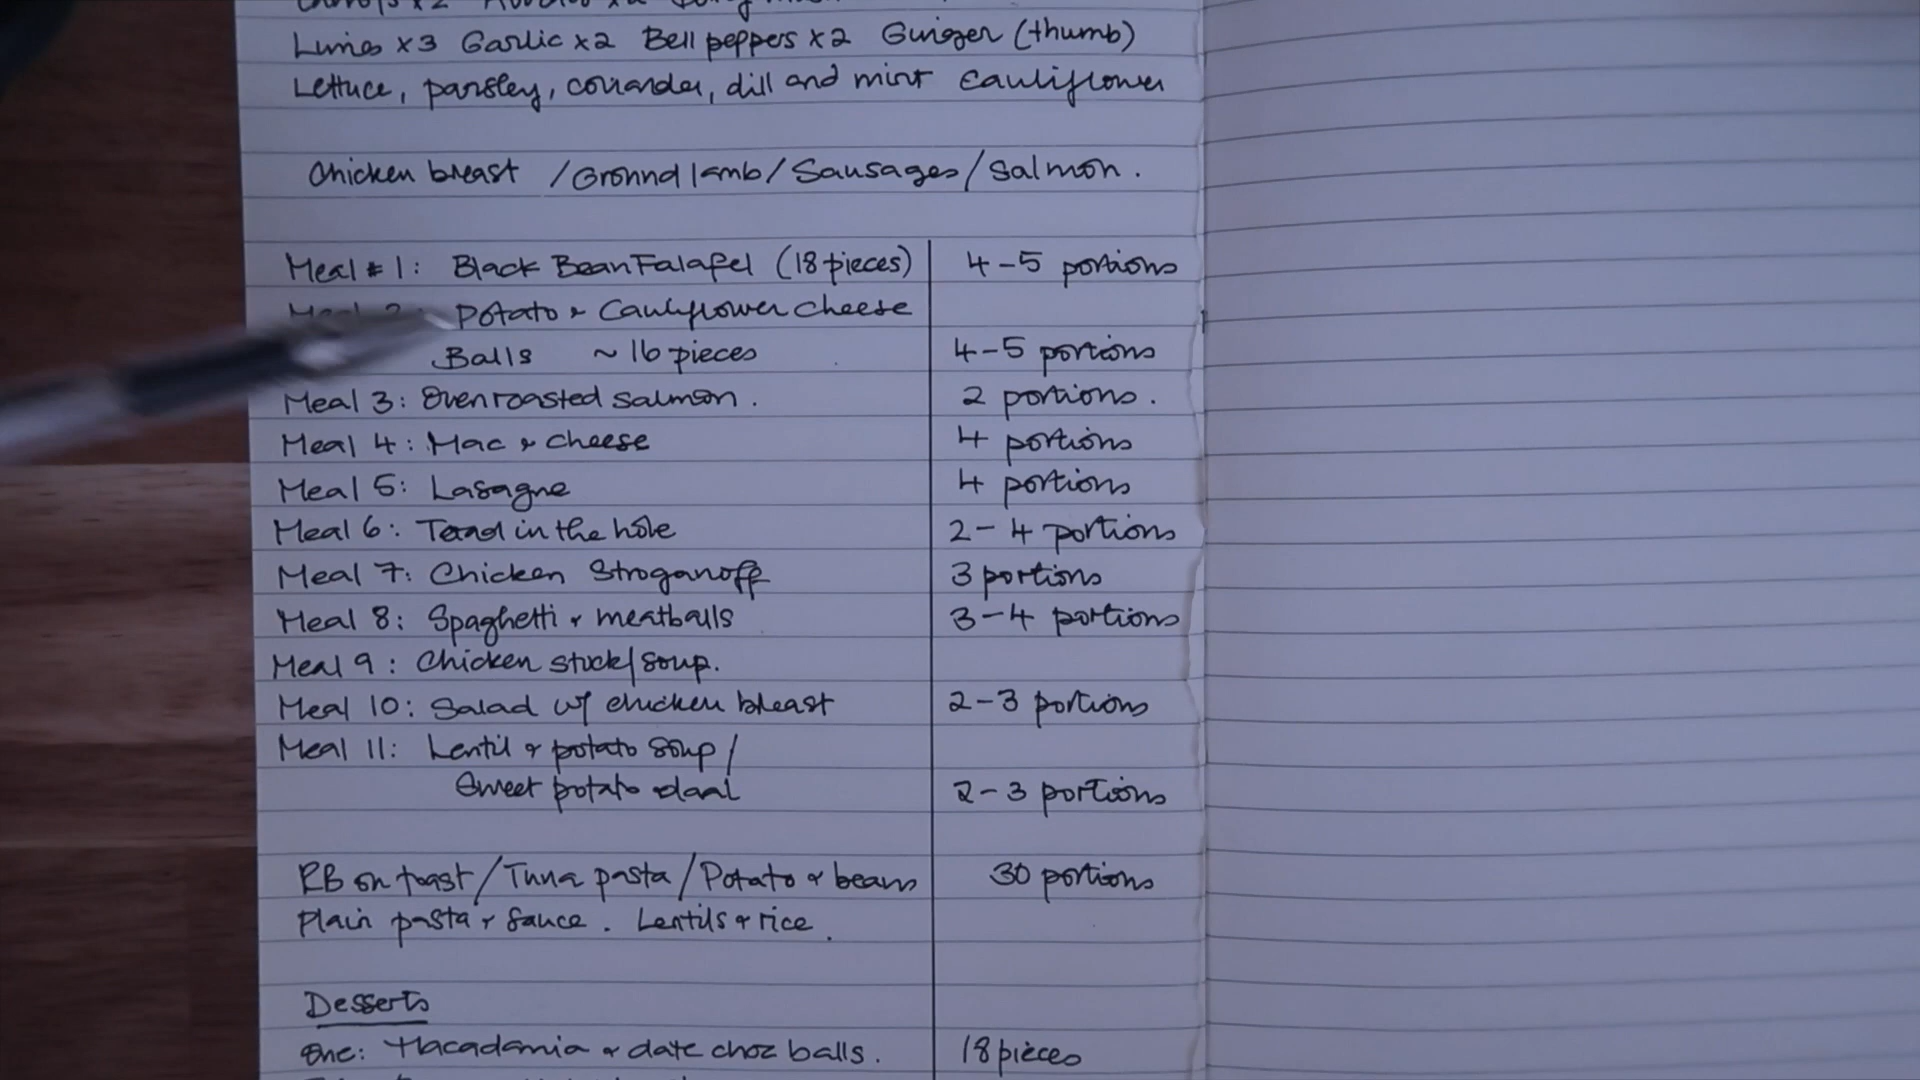 Limes x3 Garlic x2 Bell peppers x2 Ginger (thumb)
Lettuce, parsley, coriander, dill and mint Cauliflower
Chicken breast / Ground lamb / Sausages / Salmon.
Meal #1: Black Bean Falafel (18 pieces) 4-5 portions
Meal 2: Potato & Cauliflower cheese
Balls ~16 pieces 4-5 portions
Meal 3: Oven roasted salmon. 2 portions.
Meal 4: Mac & cheese 4 portions
Meal 5: Lasagne 4 portions
Meal 6: Toad in the hole 2-4 portions
Meal 7: Chicken Stroganoff 3 portions
Meal 8: Spaghetti & meatballs 3-4 portions
Meal 9: Chicken stock/soup.
Meal 10: Salad w/ chicken breast 2-3 portions
Meal 11: Lentil & potato soup/
Sweet potato daal 2-3 portions
RB on toast/Tuna pasta/Potato & beans 30 portions
Plain pasta & sauce. Lentils & rice.
Desserts
One: Macadamia & date choc balls. 18 pieces